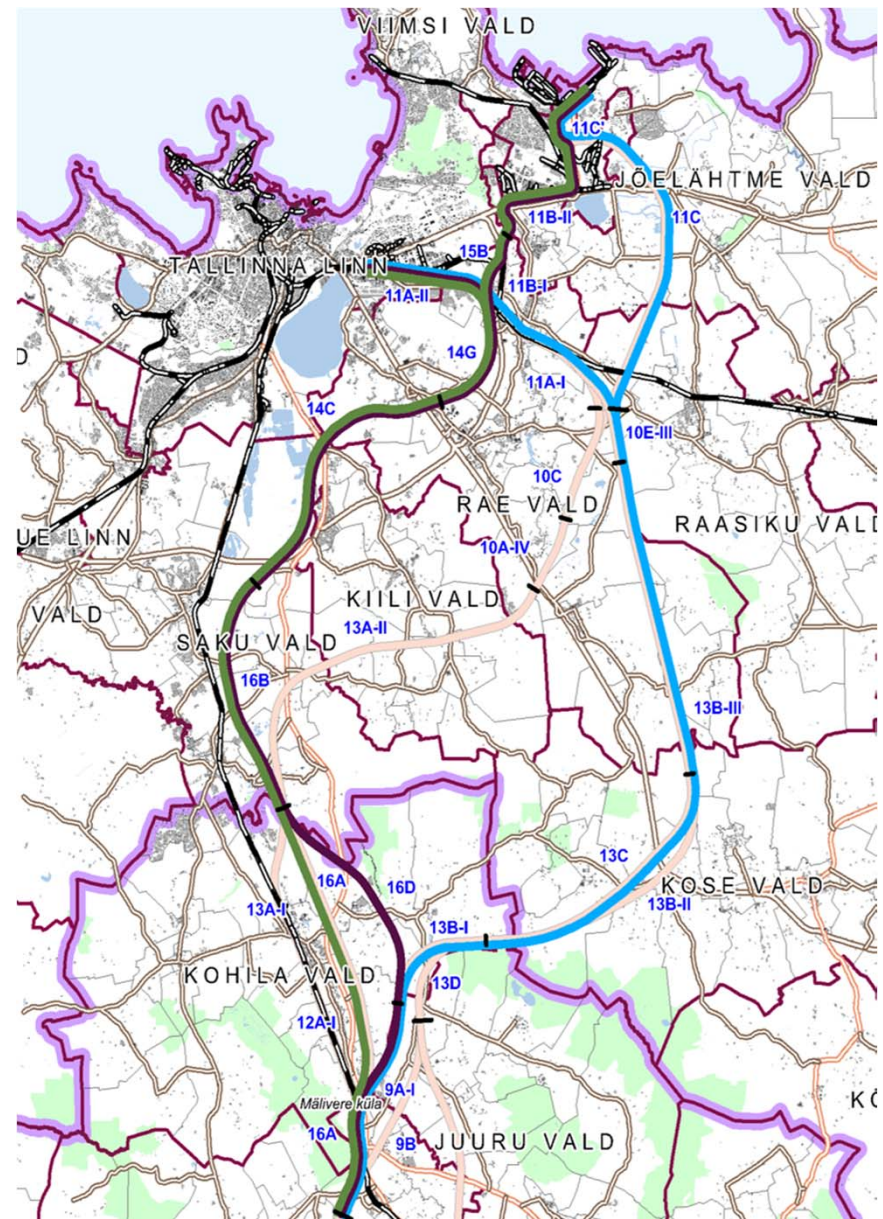 VIIMSI VALD
11C'
JÕELÄHTME VALD
11C
11B-II
15B
TALLINNA LINN
11B-I
11A-II
14G
11A-I
14C
10E-III
10C
RAE VALD
RAASIKU VALD
UE LINN
10A-IV
VALD
KIILI VALD
13A-II
SAKU VALD
16B
13B-III
13C
16A
16D
KOSE VALD
13A-I
13B-II
13B-I
KOHILA VALD
13D
12A-I
9A-I
Mälivere küla
KÕ
16A
9B
JUURU VALD